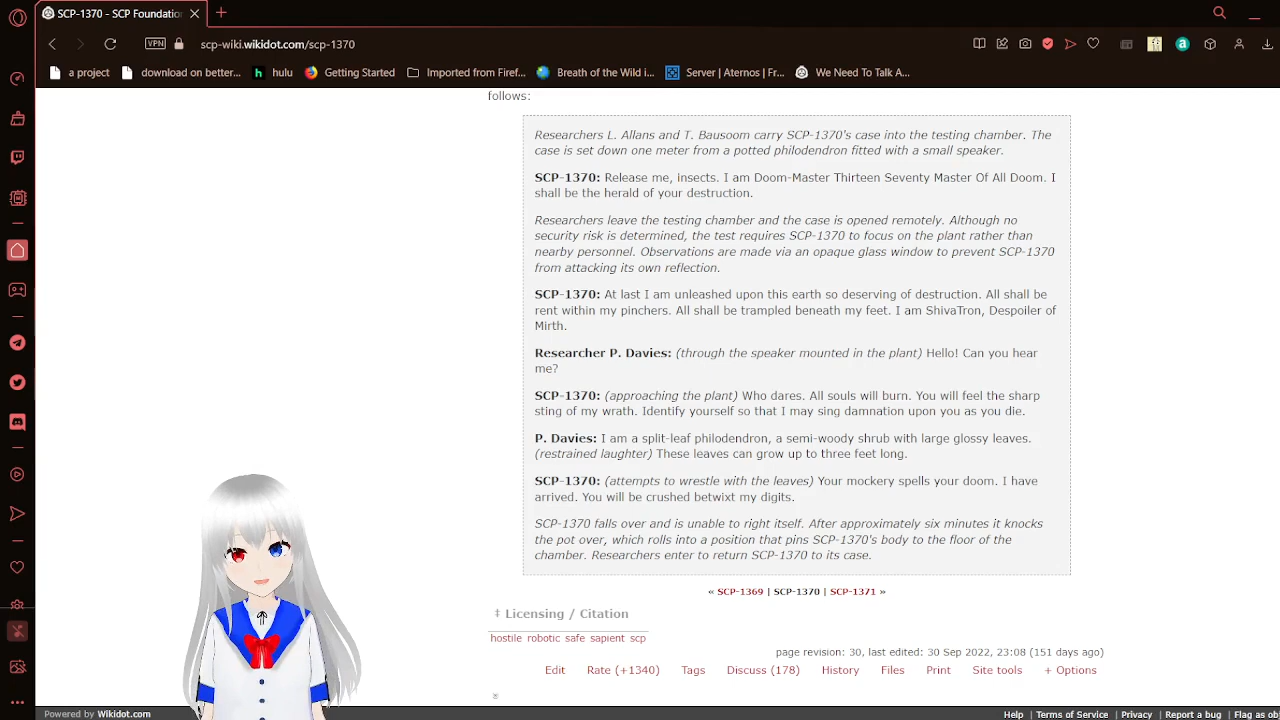 SCP-1370 - SCP Foundatio
VPN
scp-wiki.wikidot.com/scp-1370
a project
download on better...
h hulu
Getting Started
Imported from Firef...
Breath of the Wild i...
Server | Aternos | Fr...
We Need To Talk A...
follows:
Researchers L. Allans and T. Bausoom carry SCP-1370's case into the testing chamber. The
case is set down one meter from a potted philodendron fitted with a small speaker.
SCP-1370: Release me, insects. I am Doom-Master Thirteen Seventy Master Of All Doom. I
shall be the herald of your destruction.
Researchers leave the testing chamber and the case is opened remotely. Although no
security risk is determined, the test requires SCP-1370 to focus on the plant rather than
nearby personnel. Observations are made via an opaque glass window to prevent SCP-1370
from attacking its own reflection.
SCP-1370: At last I am unleashed upon this earth so deserving of destruction. All shall be
rent within my pinchers. All shall be trampled beneath my feet. I am ShivaTron, Despoiler of
Mirth.
Researcher P. Davies: (through the speaker mounted in the plant) Hello! Can you hear
me?
SCP-1370: (approaching the plant) Who dares. All souls will burn. You will feel the sharp
sting of my wrath. Identify yourself so that I may sing damnation upon you as you die.
P. Davies: I am a split-leaf philodendron, a semi-woody shrub with large glossy leaves.
(restrained laughter) These leaves can grow up to three feet long.
SCP-1370: (attempts to wrestle with the leaves) Your mockery spells your doom. I have
arrived. You will be crushed betwixt my digits.
SCP-1370 falls over and is unable to right itself. After approximately six minutes it knocks
the pot over, which rolls into a position that pins SCP-1370's body to the floor of the
chamber. Researchers enter to return SCP-1370 to its case.
« SCP-1369 | SCP-1370 | SCP-1371 »
‡ Licensing / Citation
hostile robotic safe sapient scp
page revision: 30, last edited: 30 Sep 2022, 23:08 (151 days ago)
Edit Rate (+1340) Tags Discuss (178) History Files Print Site tools + Options
Powered by Wikidot.com
Help | Terms of Service | Privacy | Report a bug | Flag as ob